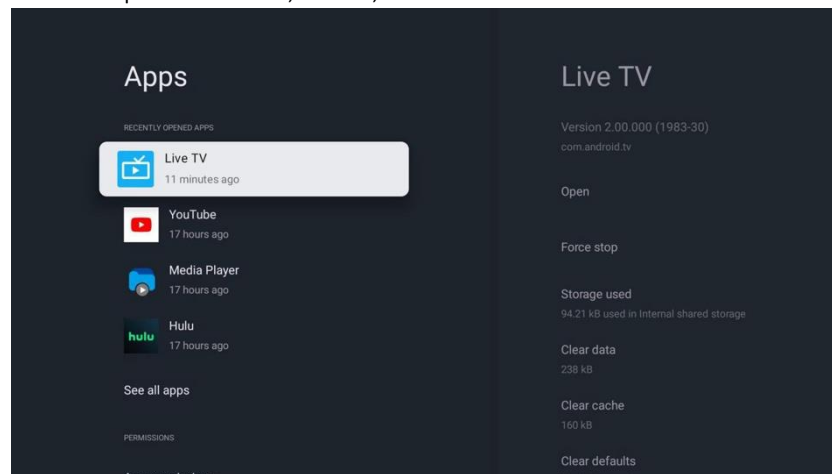 Apps
RECENTLY OPENED APPS
Live TV
11 minutes ago
YouTube
17 hours ago
Media Player
17 hours ago
hulu
Hulu
17 hours ago
See all apps
PERMISSIONS
Live TV
Version 2.00.000 (1983-30)
com.android.tv
Open
Force stop
Storage used
94.21 kB used in Internal shared storage
Clear data
238 kB
Clear cache
160 kB
Clear defaults